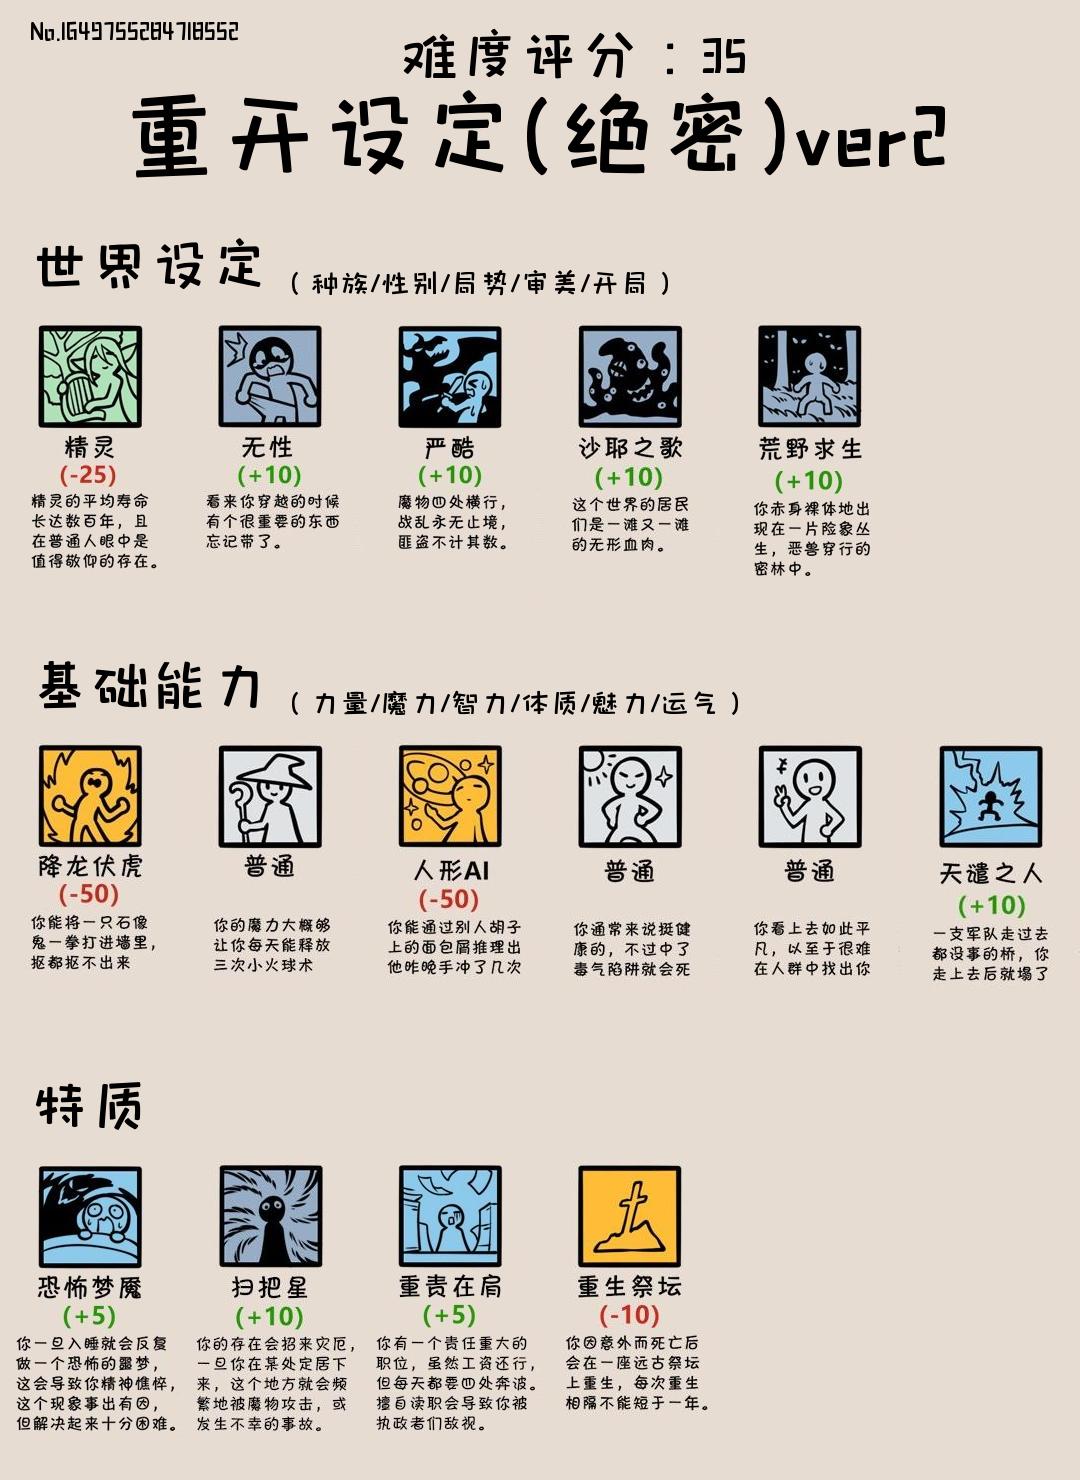 No.1649755284718552
难度评分：35
重开设定(绝密)ver2
世界设定（种族/性别/局势/审美/开局）
精灵
(-25)
精灵的平均寿命
长达数百年，且
在普通人眼中是
值得敬仰的存在。
无性
(+10)
看来你穿越的时候
有个很重要的东西
忘记带了。
严酷
(+10)
魔物四处横行，
战乱永无止境，
匪盗不计其数。
沙耶之歌
(+10)
这个世界的居民
们是一滩又一滩
的无形血肉。
荒野求生
(+10)
你赤身裸体地出
现在一片险象丛
生，恶兽穿行的
密林中。
基础能力（力量/魔力/智力/体质/魅力/运气）
降龙伏虎
(-50)
你能将一只石像
鬼一拳打进墙里，
抠都抠不出来
普通
你的魔力大概够
让你每天能释放
三次小火球术
人形AI
(-50)
你能通过别人胡子
上的面包屑推理出
他昨晚手冲了几次
普通
你通常来说挺健
康的，不过中了
毒气陷阱就会死
普通
你看上去如此平
凡，以至于很难
在人群中找出你
天谴之人
(+10)
一支军队走过去
都没事的桥，你
走上去后就塌了
特质
恐怖梦魇
(+5)
你一旦入睡就会反复
做一个恐怖的噩梦，
这会导致你精神憔悴，
这个现象事出有因，
但解决起来十分困难。
扫把星
(+10)
你的存在会招来灾厄，
一旦你在某处定居下
来，这个地方就会频
繁地被魔物攻击，或
发生不幸的事故。
重责在肩
(+5)
你有一个责任重大的
职位，虽然工资还行，
但每天都要四处奔波。
擅自渎职会导致你被
执政者们敌视。
重生祭坛
(-10)
你因意外而死亡后
会在一座远古祭坛
上重生，每次重生
相隔不能短于一年。